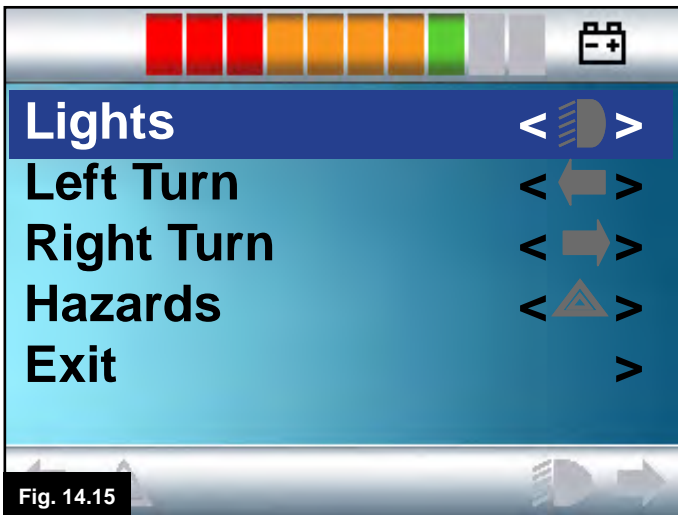 Lights < >
Left Turn < >
Right Turn < >
Hazards < >
Exit >
Fig. 14.15